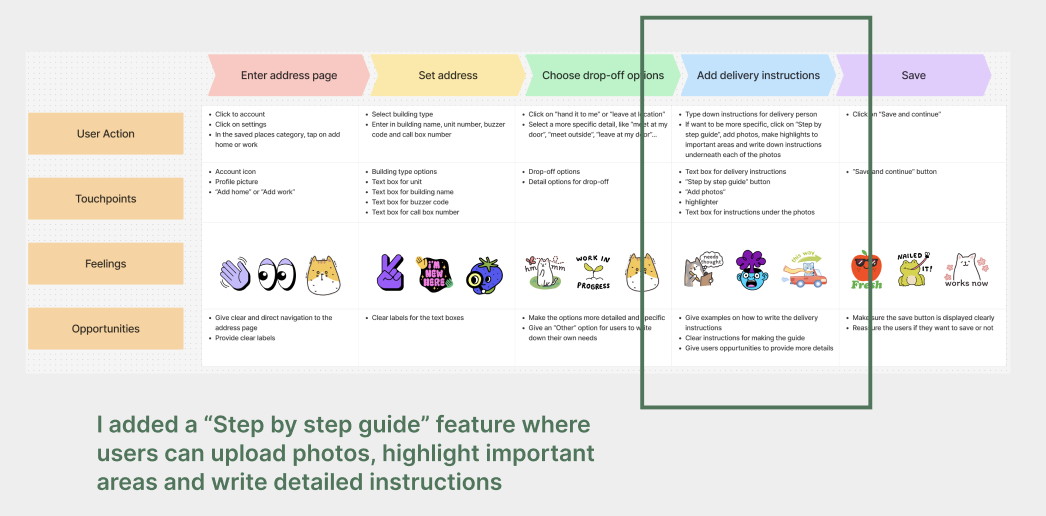 Enter address page
Set address
Choose drop-off options
Add delivery instructions
Save
User Action
• Click to account
• Click on settings
• In the saved places category, tap on add
home or work
• Select building type
• Enter in building name, unit number, buzzer
code and call box number
• Click on "hand it to me" or "leave at location"
• Select a more specific detail, like "meet at my
door", "meet outside", "leave at my door"...
• Type down instructions for delivery person
• If want to be more specific, click on "Step by
step guide", add photos, make highlights to
important areas and write down instructions
underneath each of the photos
• Click on "Save and continue"
Touchpoints
• Account icon
• Profile picture
• "Add home" or "Add work"
• Building type options
• Text box for unit
• Text box for building name
• Text box for buzzer code
• Text box for call box number
• Drop-off options
• Detail options for drop-off
• Text box for delivery instructions
• "Step by step guide" button
• "Add photos"
• highlighter
• Text box for instructions under the photos
• "Save and continue" button
Feelings
I'M
NEW
HERE
hm mm
WORK IN
PROGRESS
needs
thought
this way
Fresh
NAILED
IT!
works now
Opportunities
• Give clear and direct navigation to the
address page
• Provide clear labels
• Clear labels for the text boxes
• Make the options more detailed and specific
• Give an "Other" option for users to write
down their own needs
• Give examples on how to write the delivery
instructions
• Clear instructions for making the guide
• Give users oppurtunities to provide more details
• Make sure the save button is displayed clearly
• Reassure the users if they want to save or not
I added a “Step by step guide” feature where
users can upload photos, highlight important
areas and write detailed instructions